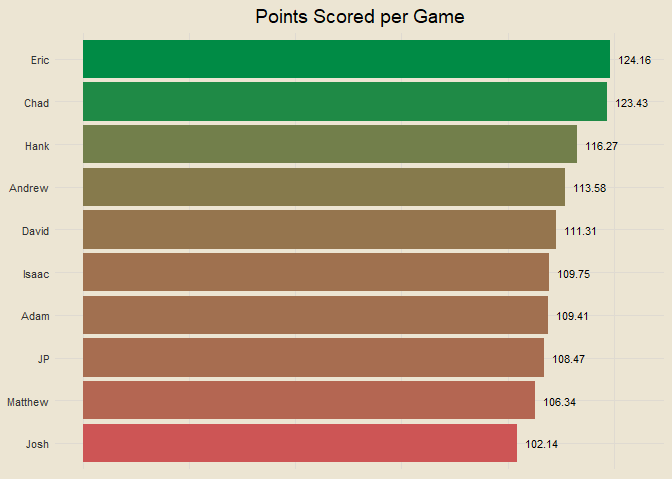 Points Scored per Game
Eric 124.16
Chad 123.43
Hank 116.27
Andrew 113.58
David 111.31
Isaac 109.75
Adam 109.41
JP 108.47
Matthew 106.34
Josh 102.14